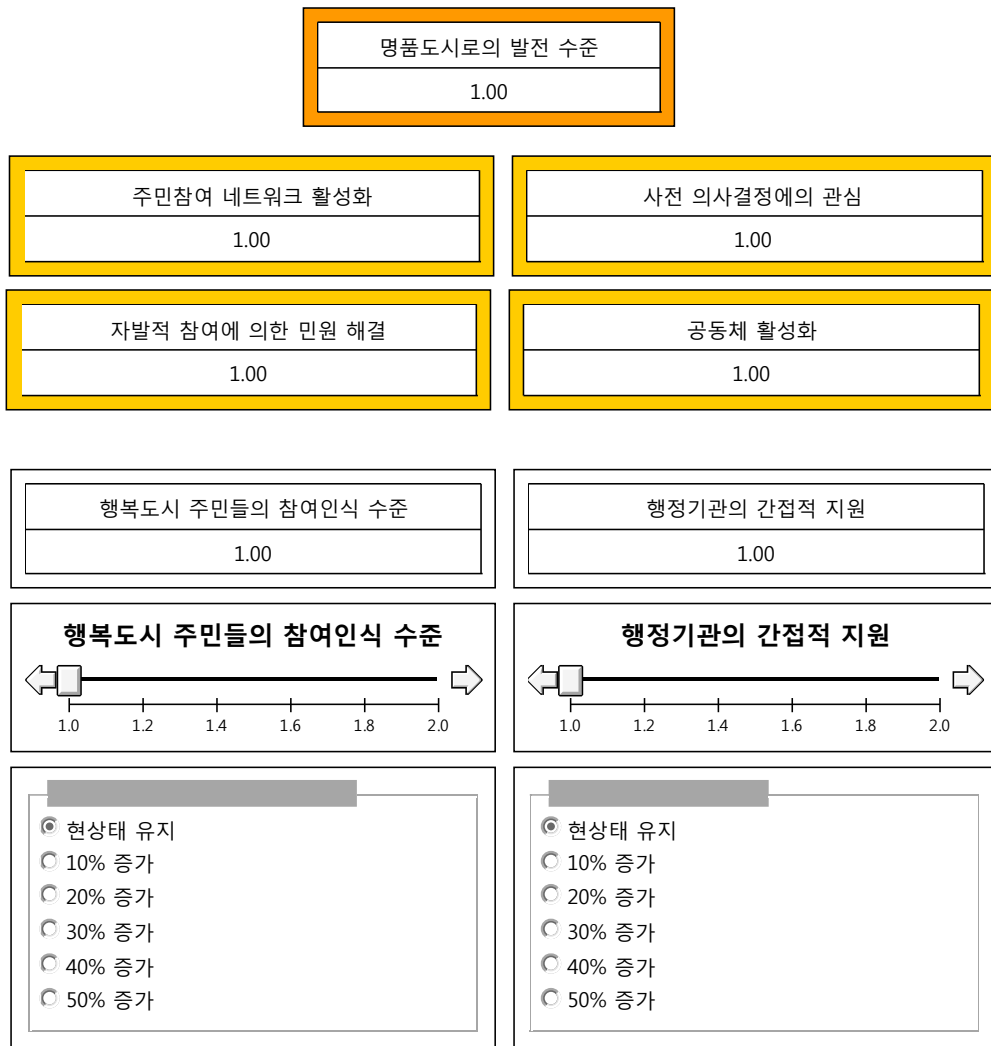 명품도시로의 발전 수준
1.00
주민참여 네트워크 활성화
1.00
사전 의사결정에의 관심
1.00
자발적 참여에 의한 민원 해결
1.00
공동체 활성화
1.00
행복도시 주민들의 참여인식 수준
1.00
행정기관의 간접적 지원
1.00
행복도시 주민들의 참여인식 수준
1.0 1.2 1.4 1.6 1.8 2.0
행정기관의 간접적 지원
1.0 1.2 1.4 1.6 1.8 2.0
현상태 유지
10% 증가
20% 증가
30% 증가
40% 증가
50% 증가
현상태 유지
10% 증가
20% 증가
30% 증가
40% 증가
50% 증가